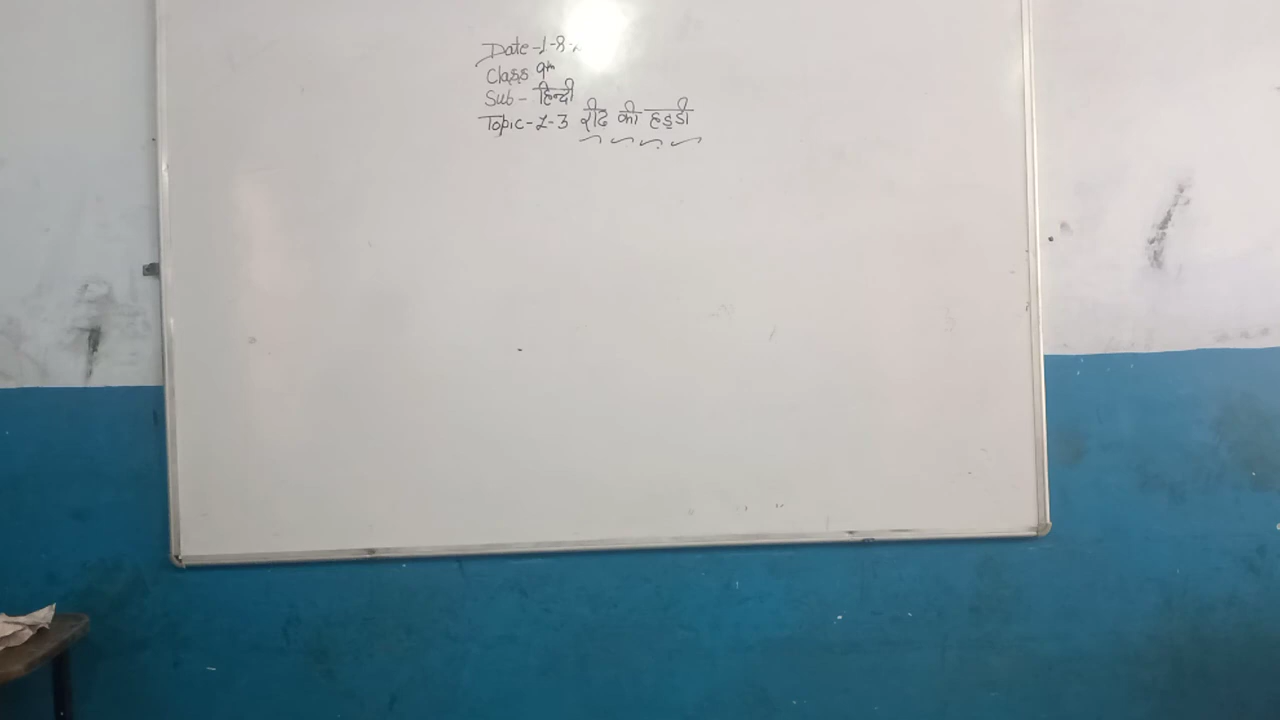 Date-1-8-
Class 9th
Sub- हिन्दी
Topic-L-3 रीढ की हड्डी